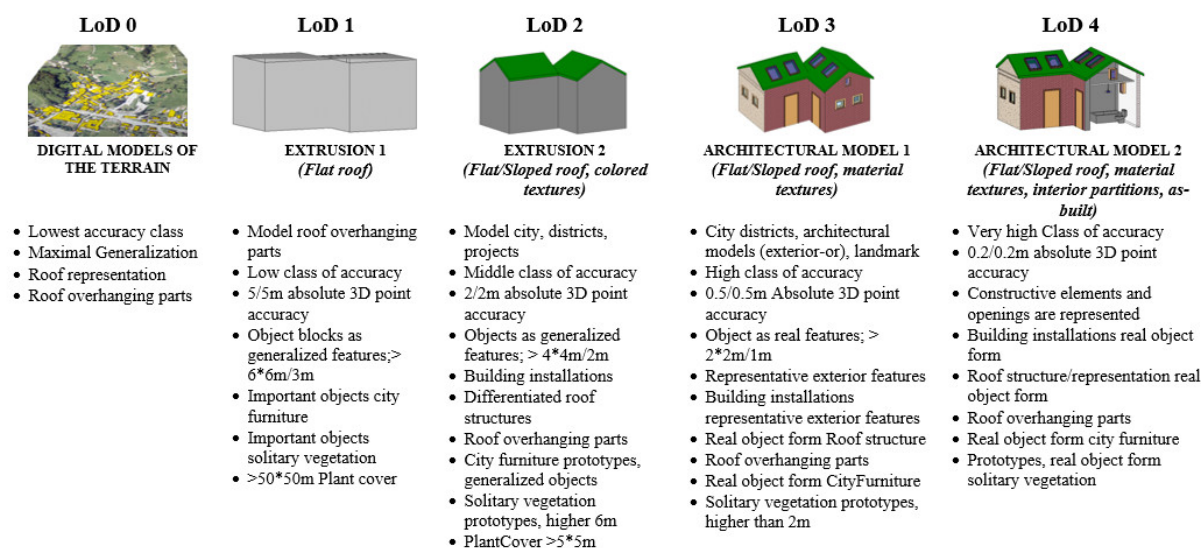 LoD 0
DIGITAL MODELS OF
THE TERRAIN
• Lowest accuracy class
• Maximal Generalization
• Roof representation
• Roof overhanging parts
LoD 1
EXTRUSION 1
(Flat roof)
• Model roof overhanging
parts
• Low class of accuracy
• 5/5m absolute 3D point
accuracy
• Object blocks as
generalized features;>
6*6m/3m
• Important objects city
furniture
• Important objects
solitary vegetation
• >50*50m Plant cover
LoD 2
EXTRUSION 2
(Flat/Sloped roof, colored
textures)
• Model city, districts,
projects
• Middle class of accuracy
• 2/2m absolute 3D point
accuracy
• Objects as generalized
features; > 4*4m/2m
• Building installations
• Differentiated roof
structures
• Roof overhanging parts
• City furniture prototypes,
generalized objects
• Solitary vegetation
prototypes, higher 6m
• PlantCover >5*5m
LoD 3
ARCHITECTURAL MODEL 1
(Flat/Sloped roof, material
textures)
• City districts, architectural
models (exterior-or), landmark
• High class of accuracy
• 0.5/0.5m Absolute 3D point
accuracy
• Object as real features; >
2*2m/1m
• Representative exterior features
• Building installations
representative exterior features
• Real object form Roof structure
• Roof overhanging parts
• Real object form CityFurniture
• Solitary vegetation prototypes,
higher than 2m
LoD 4
ARCHITECTURAL MODEL 2
(Flat/Sloped roof, material
textures, interior partitions, as-
built)
• Very high Class of accuracy
• 0.2/0.2m absolute 3D point
accuracy
• Constructive elements and
openings are represented
• Building installations real object
form
• Roof structure/representation real
object form
• Roof overhanging parts
• Real object form city furniture
• Prototypes, real object form
solitary vegetation